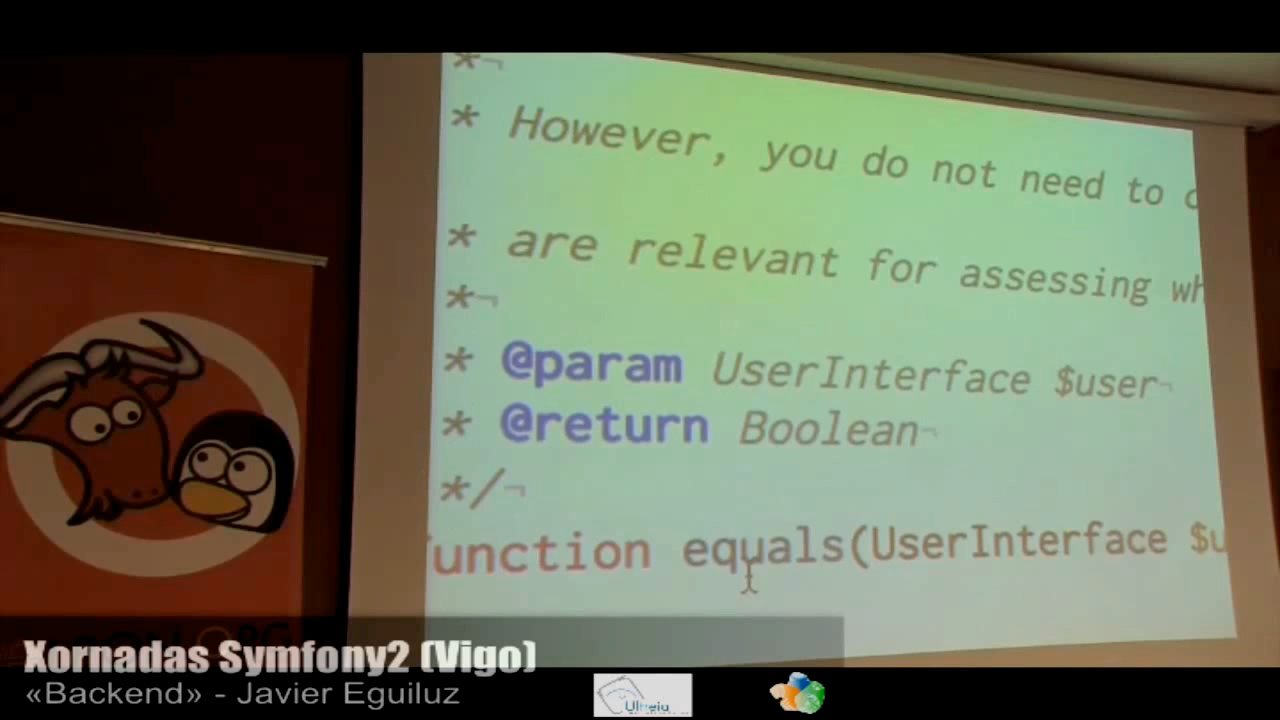 *¬
* However, you do not need to
* are relevant for assessing
*¬
* @param UserInterface $user¬
* @return Boolean¬
*/¬
unction equals(UserInterface $u
Xornadas Symfony2 (Vigo)
«Backend» - Javier Eguiluz
Ultreia